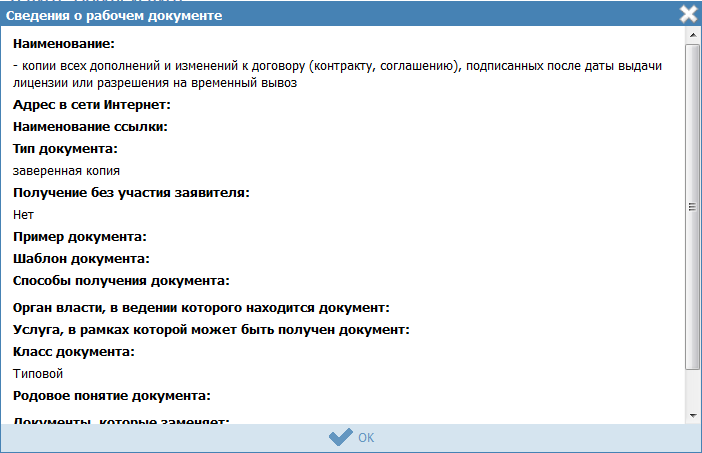 Сведения о рабочем документе
Наименование:
- копии всех дополнений и изменений к договору (контракту, соглашению), подписанных после даты выдачи
лицензии или разрешения на временный вывоз
Адрес в сети Интернет:
Наименование ссылки:
Тип документа:
заверенная копия
Получение без участия заявителя:
Нет
Пример документа:
Шаблон документа:
Способы получения документа:
Орган власти, в ведении которого находится документ:
Услуга, в рамках которой может быть получен документ:
Класс документа:
Типовой
Родовое понятие документа:
Документы, которые заменяет:
OK